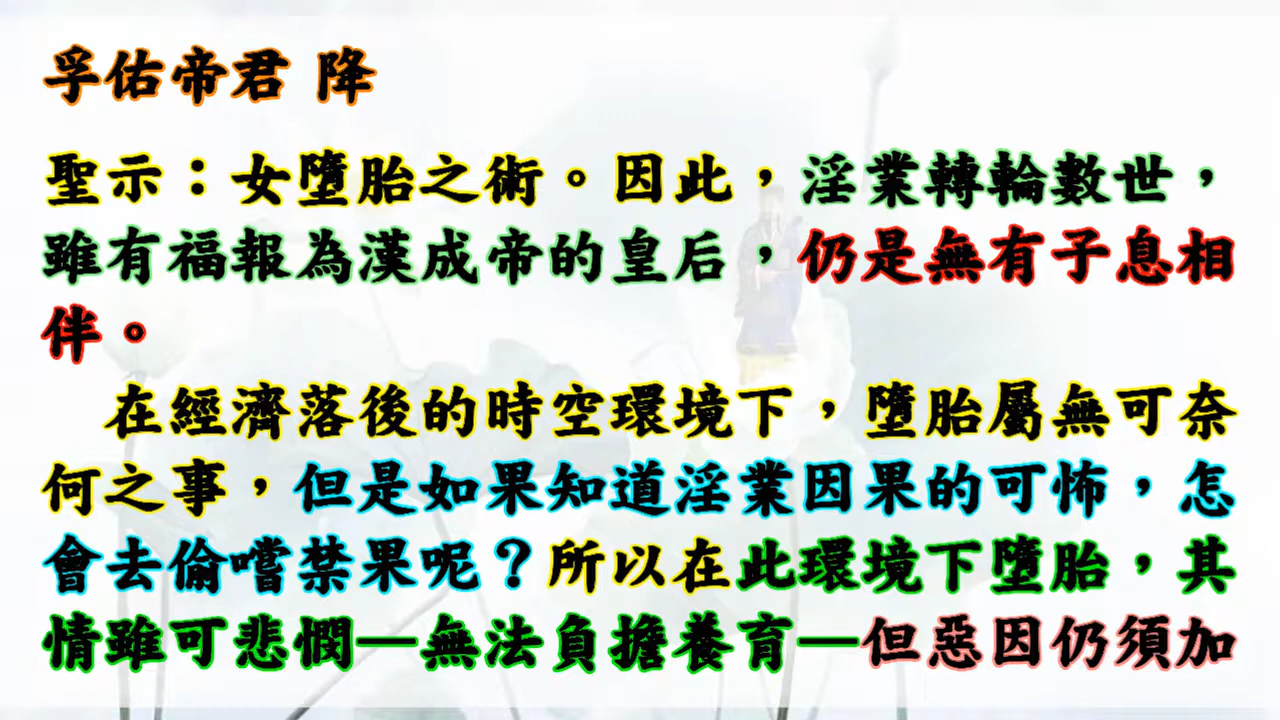 孚佑帝君 降
聖示：女墮胎之術。因此，淫業轉輪數世，
雖有福報為漢成帝的皇后，仍是無有子息相
伴。
在經濟落後的時空環境下，墮胎屬無可奈
何之事，但是如果知道淫業因果的可怖，怎
會去偷嚐禁果呢？所以在此環境下墮胎，其
情雖可悲憫—無法負擔養育—但惡因仍須加